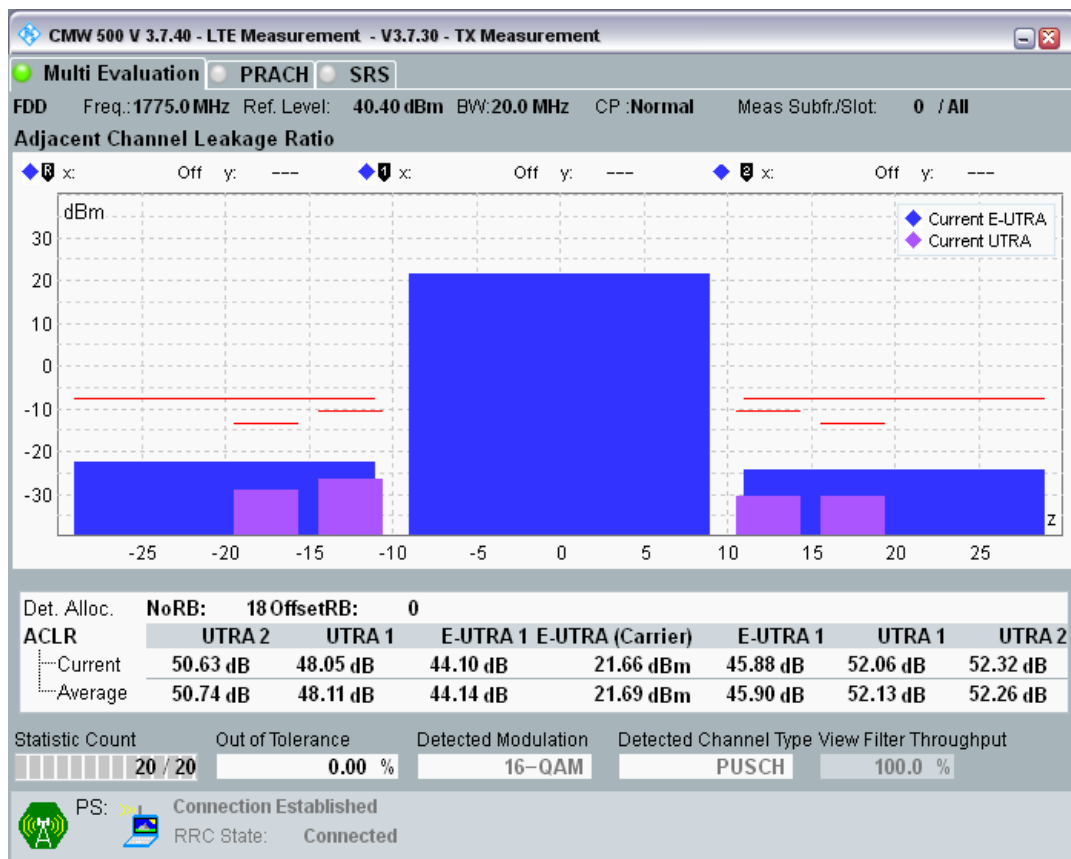 CMW 500 V 3.7.40 - LTE Measurement - V3.7.30 - TX Measurement
Multi Evaluation PRACH SRS
FDD Freq.:1775.0 MHz Ref. Level: 40.40 dBm BW:20.0 MHz CP :Normal Meas Subfr./Slot: 0 / All
Adjacent Channel Leakage Ratio
R x: Off y: --- 1 x: Off y: --- 2 x: Off y: ---
dBm
Current E-UTRA
Current UTRA
30
20
10
0
-10
-20
-30
z
-25 -20 -15 -10 -5 0 5 10 15 20 25
Det. Alloc. NoRB: 18 OffsetRB: 0
ACLR UTRA 2 UTRA 1 E-UTRA 1 E-UTRA (Carrier) E-UTRA 1 UTRA 1 UTRA 2
Current 50.63 dB 48.05 dB 44.10 dB 21.66 dBm 45.88 dB 52.06 dB 52.32 dB
Average 50.74 dB 48.11 dB 44.14 dB 21.69 dBm 45.90 dB 52.13 dB 52.26 dB
Statistic Count Out of Tolerance Detected Modulation Detected Channel Type View Filter Throughput
20 / 20 0.00 % 16-QAM PUSCH 100.0 %
PS: Connection Established
RRC State: Connected